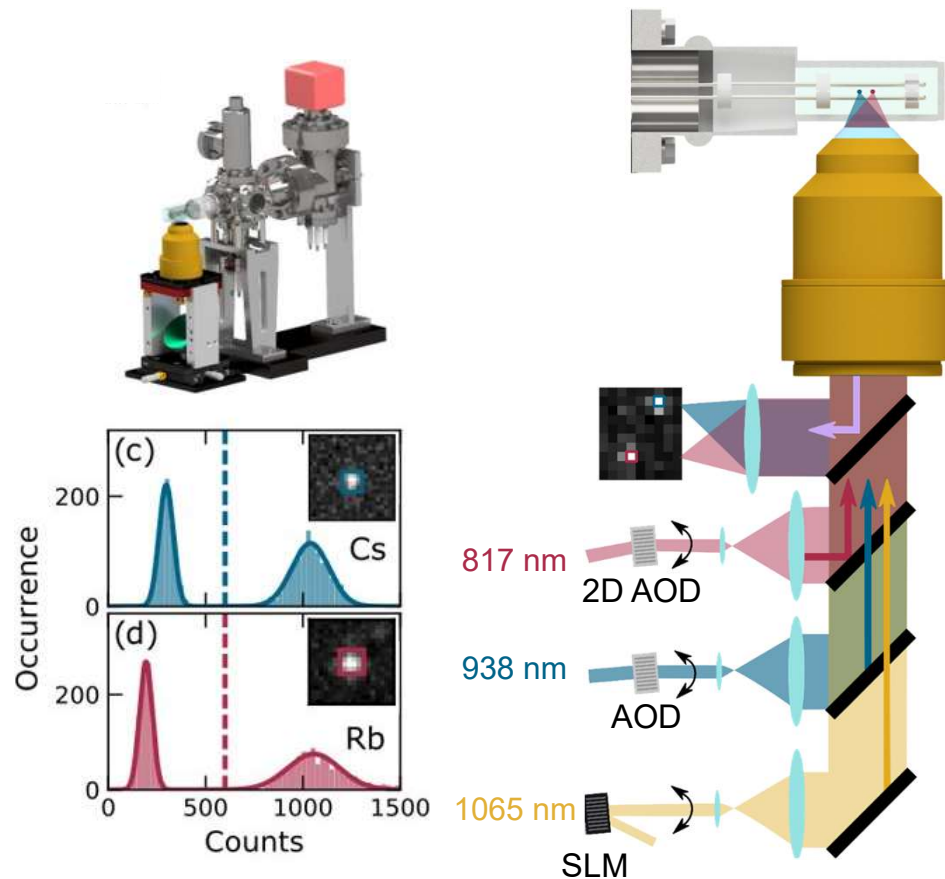 (c)
200
0
Cs
(d)
200
0
Rb
Occurrence
0
500
1000
1500
Counts
817 nm
2D AOD
938 nm
AOD
1065 nm
SLM